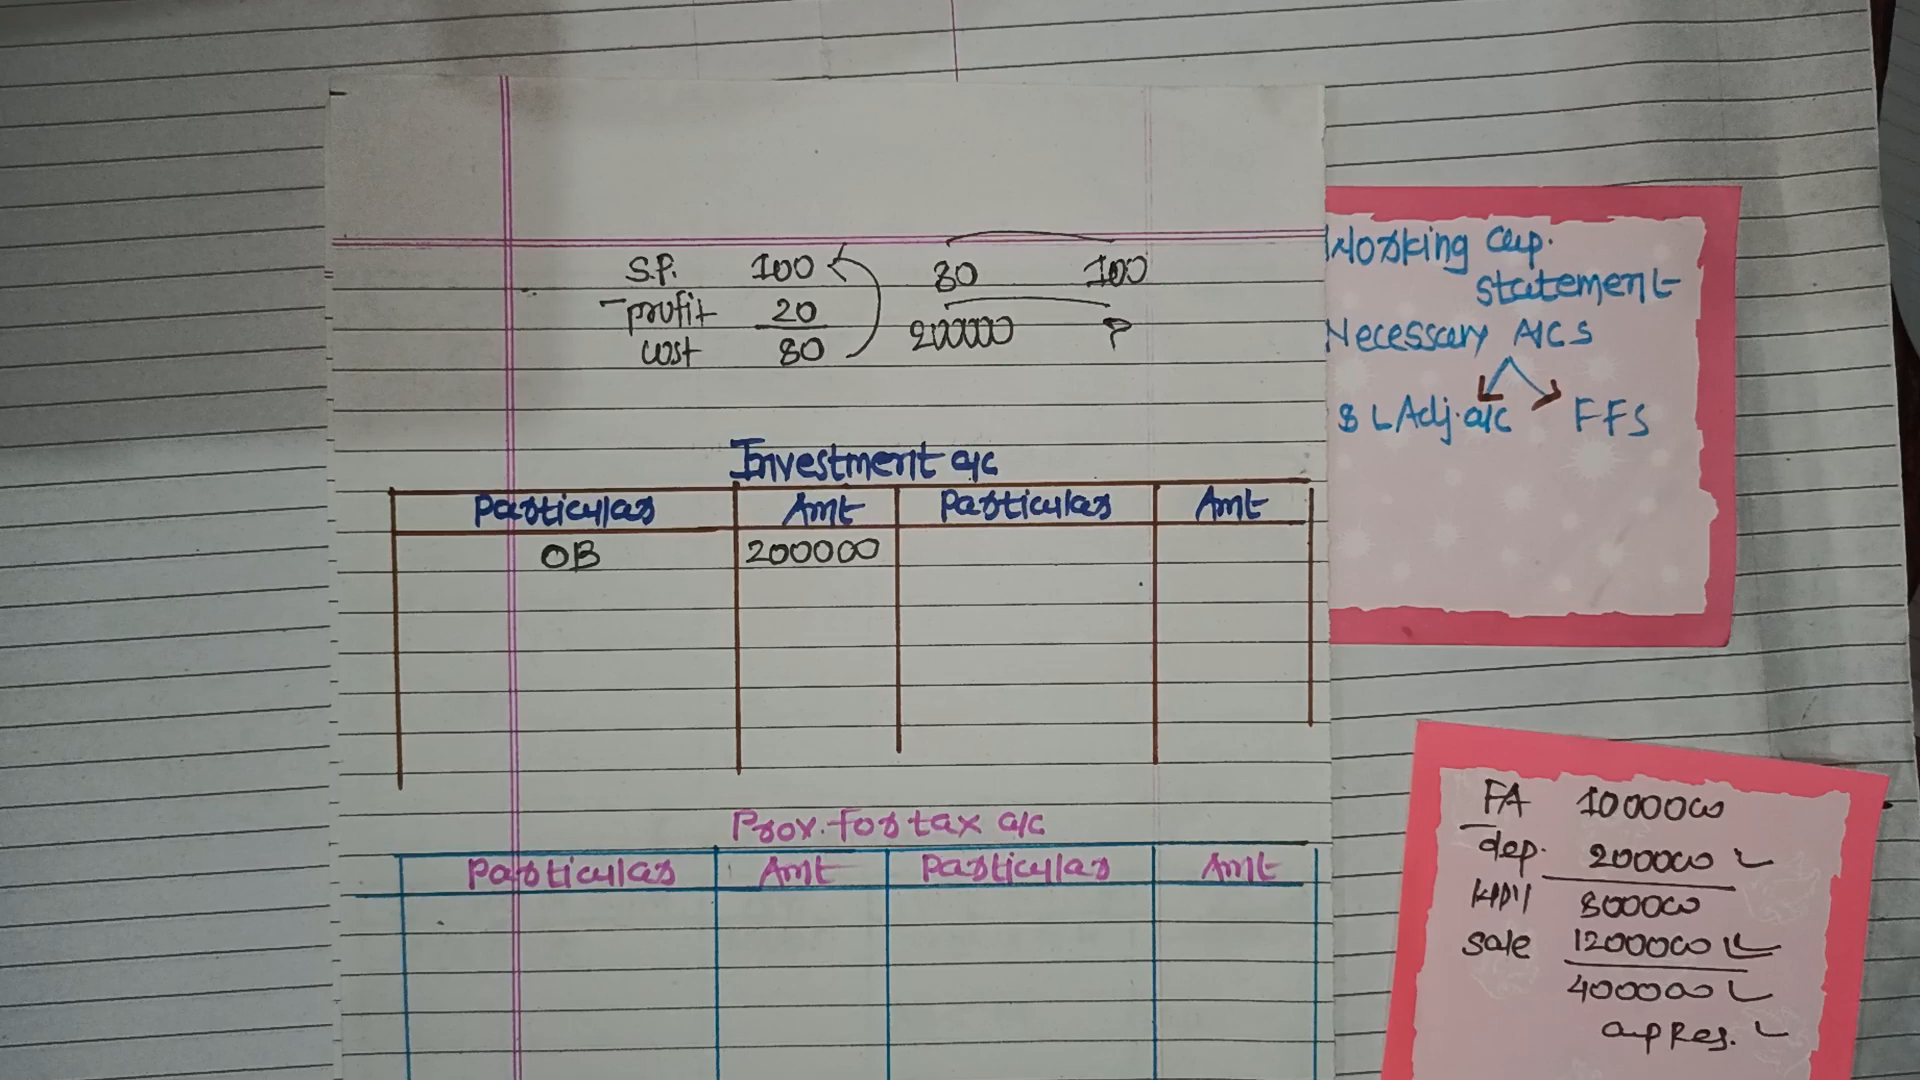 S.P. 100 80 100
- profit 20
cost 80 200000 ?
Investment a/c
Particulars Amt Particulars Amt
OB 200000
Prov. For tax a/c
Particulars Amt Particulars Amt
Working Cap.
statement
Necessary A/CS
B L Adj. a/c FFS
FA 1000000
- dep. 200000
800000
sale 1200000
400000
cap Res.